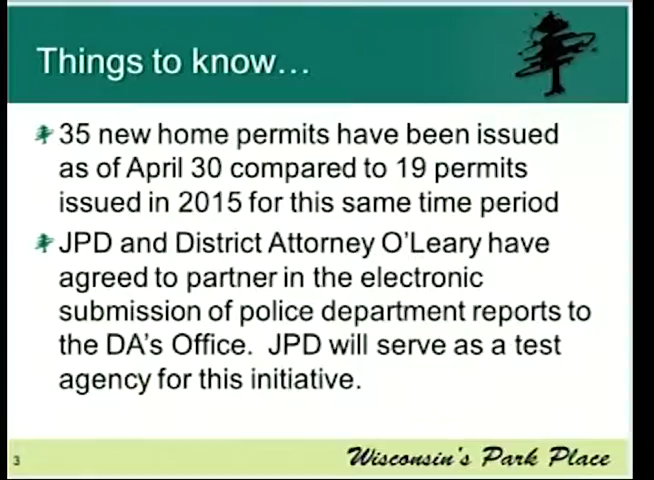 Things to know…
35 new home permits have been issued
as of April 30 compared to 19 permits
issued in 2015 for this same time period
JPD and District Attorney O'Leary have
agreed to partner in the electronic
submission of police department reports to
the DA's Office.  JPD will serve as a test
agency for this initiative.
3
Wisconsin's Park Place